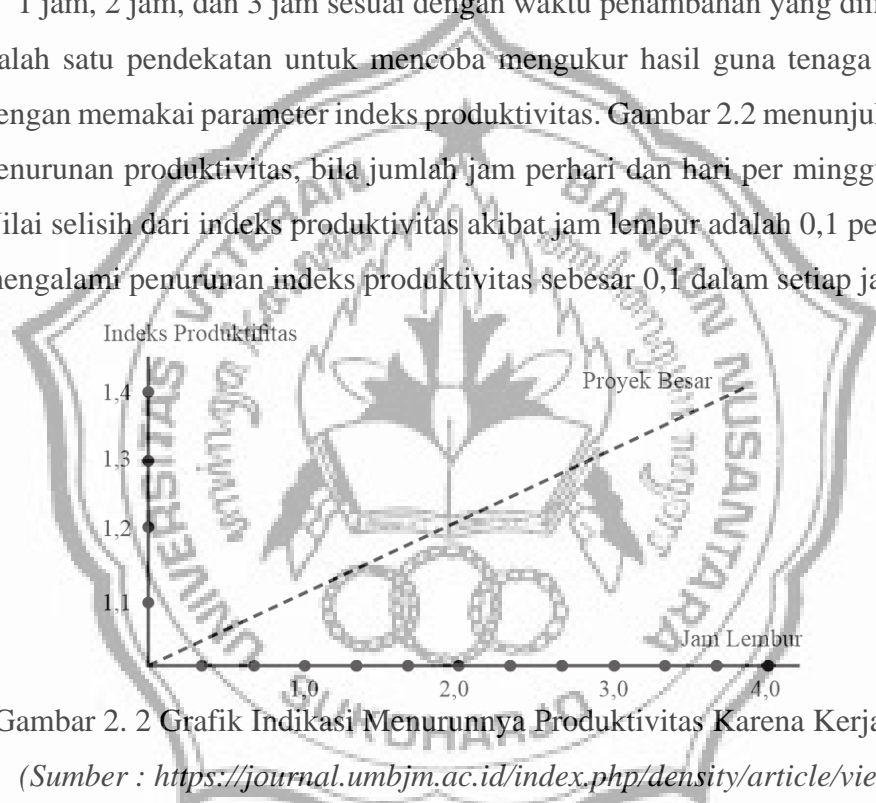 1 jam, 2 jam, dan 3 jam sesuai dengan waktu penambahan yang
alah satu pendekatan untuk mencoba mengukur hasil guna tenaga
engan memakai parameter indeks produktivitas. Gambar 2.2
enurunan produktivitas, bila jumlah jam perhari dan hari per
ilai selisih dari indeks produktivitas akibat jam lembur adalah 0,1
engalami penurunan indeks produktivitas sebesar 0,1 dalam setiap
Indeks Produktifitas
Proyek Besar
1,4
1,3
1,2
1,1
Jam Lembur
1,0 2,0 3,0 4,0
Gambar 2. 2 Grafik Indikasi Menurunnya Produktivitas Karena Kerja
(Sumber : https://journal.umbjm.ac.id/index.php/density/article/vie
UNIVERSITAS VETERAN BANGUN NUSANTARA
SUKOHARJO